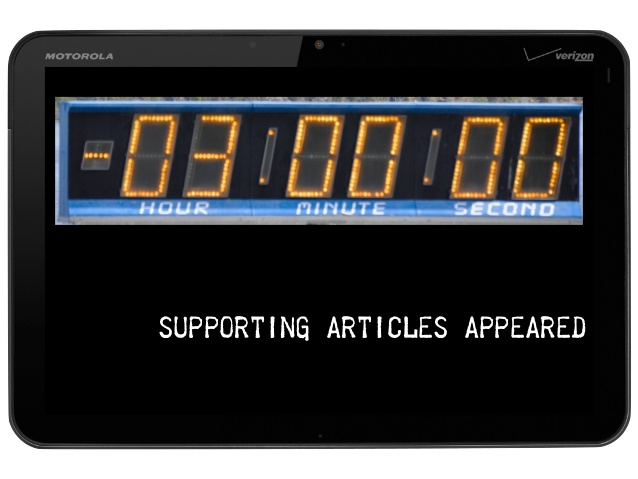 MOTOROLA
verizon
-03:00:00
HOUR MINUTE SECOND
SUPPORTING ARTICLES APPEARED